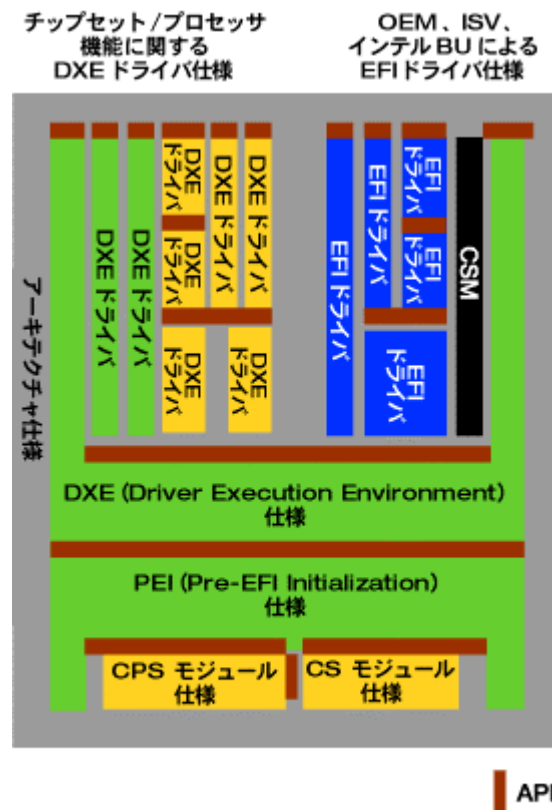 チップセット/プロセッサ
機能に関する
DXE ドライバ仕様
OEM、ISV、
インテル BU による
EFIドライバ仕様
アーキテクチャ仕様
DXE ドライバ
DXE ドライバ
DXE
ドライバ
DXE
ドライバ
DXE ドライバ
DXE ドライバ
DXE
ドライバ
DXE
ドライバ
EFI ドライバ
EFI ドライバ
EFI
ドライバ
EFI
ドライバ
EFI
ドライバ
CSM
DXE (Driver Execution Environment)
仕様
PEI (Pre-EFI Initialization)
仕様
CPS モジュール
仕様
CS モジュール
仕様
API